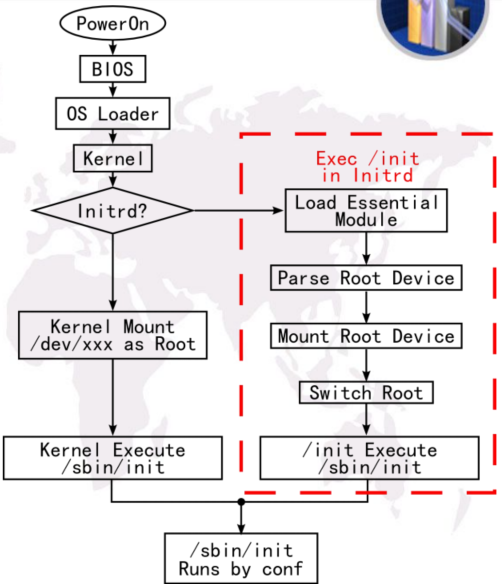 PowerOn
BIOS
OS Loader
Kernel
Initrd?
Kernel Mount
/dev/xxx as Root
Kernel Execute
/sbin/init
Exec /init
in Initrd
Load Essential
Module
Parse Root Device
Mount Root Device
Switch Root
/init Execute
/sbin/init
/sbin/init
Runs by conf